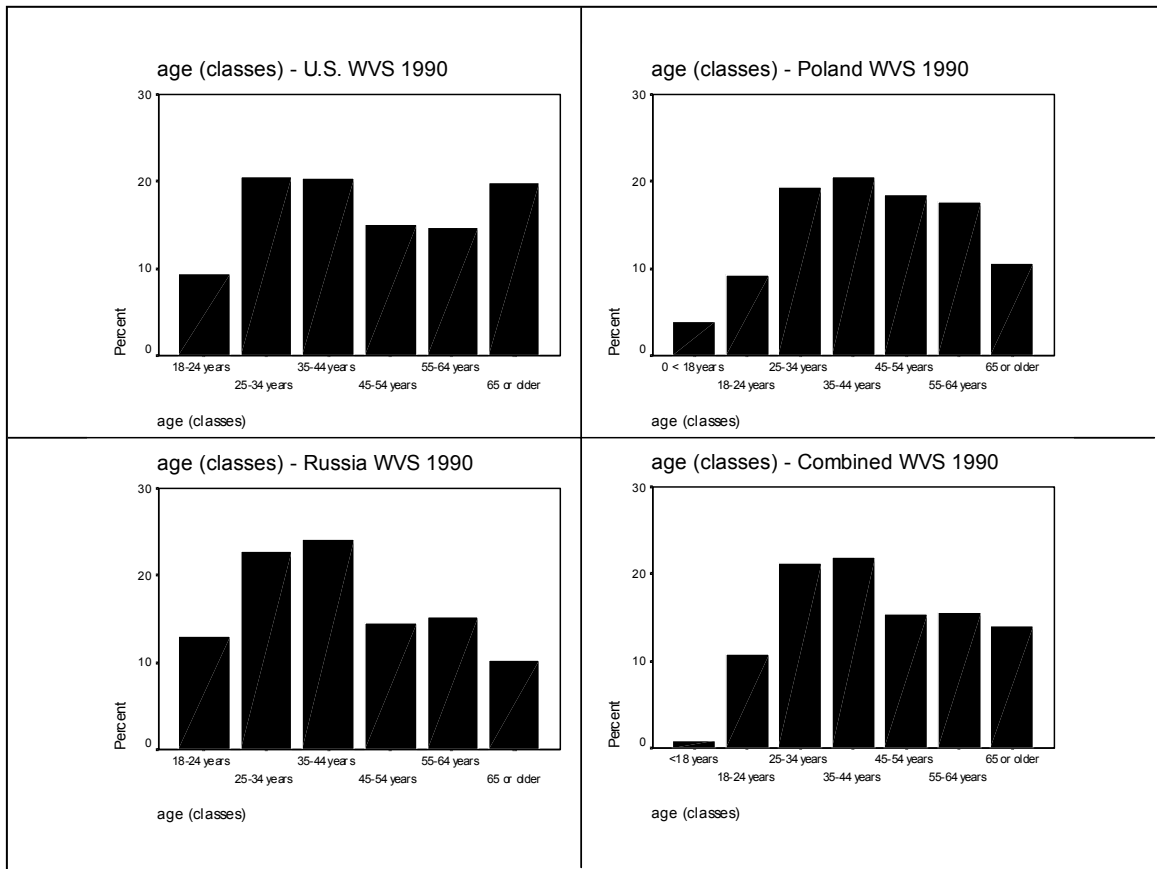 age (classes) - U.S. WVS 1990
30
20
10
0
Percent
18-24 years 35-44 years 55-64 years
25-34 years 45-54 years 65 or older
age (classes)
age (classes) - Poland WVS 1990
30
20
10
0
Percent
0 < 18 years 25-34 years 45-54 years 65 or older
18-24 years 35-44 years 55-64 years
age (classes)
age (classes) - Russia WVS 1990
30
20
10
0
Percent
18-24 years 35-44 years 55-64 years
25-34 years 45-54 years 65 or older
age (classes)
age (classes) - Combined WVS 1990
30
20
10
0
Percent
<18 years 25-34 years 45-54 years 65 or older
18-24 years 35-44 years 55-64 years
age (classes)